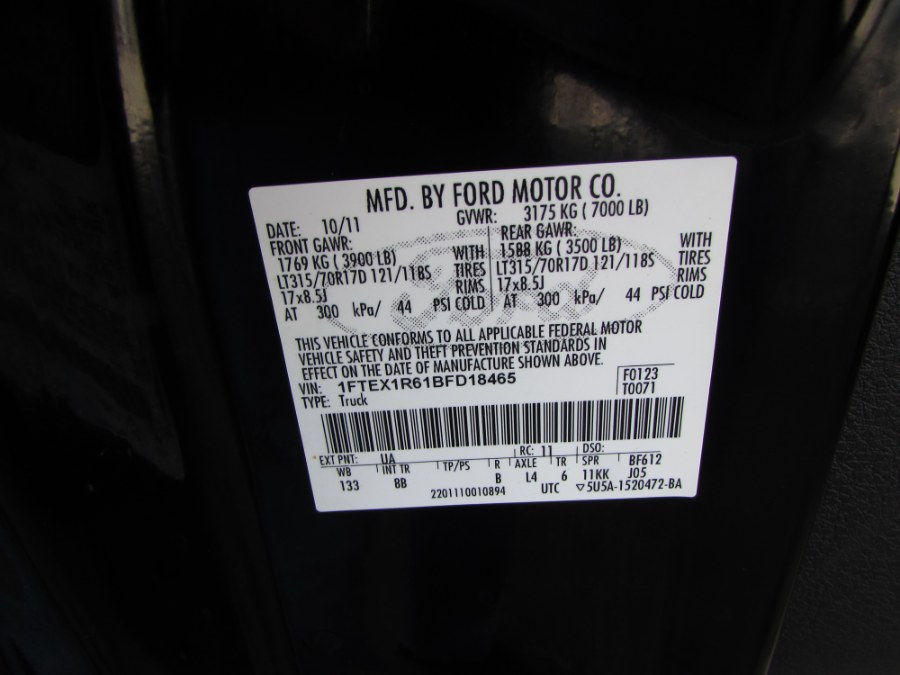 MFD. BY FORD MOTOR CO.
DATE: 10/11 GVWR: 3175 KG ( 7000 LB)
FRONT GAWR: REAR GAWR:
1769 KG ( 3900 LB) WITH 1588 KG ( 3500 LB) WITH
LT315/70R17D 121/118S TIRES LT315/70R17D 121/118S TIRES
17x8.5J RIMS 17x8.5J RIMS
AT 300 kPa/ 44 PSI COLD AT 300 kPa/ 44 PSI COLD
Ford
THIS VEHICLE CONFORMS TO ALL APPLICABLE FEDERAL MOTOR
VEHICLE SAFETY AND THEFT PREVENTION STANDARDS IN
EFFECT ON THE DATE OF MANUFACTURE SHOWN ABOVE.
VIN: 1FTEX1R61BFD18465 F0123
TYPE: Truck T0071
EXT PNT: UA RC: 11 DSO:
WB INT TR TP/PS R AXLE TR SPR BF612
133 BB B L4 6 11KK J05
2201110010894 UTC ▽5U5A-1520472-BA